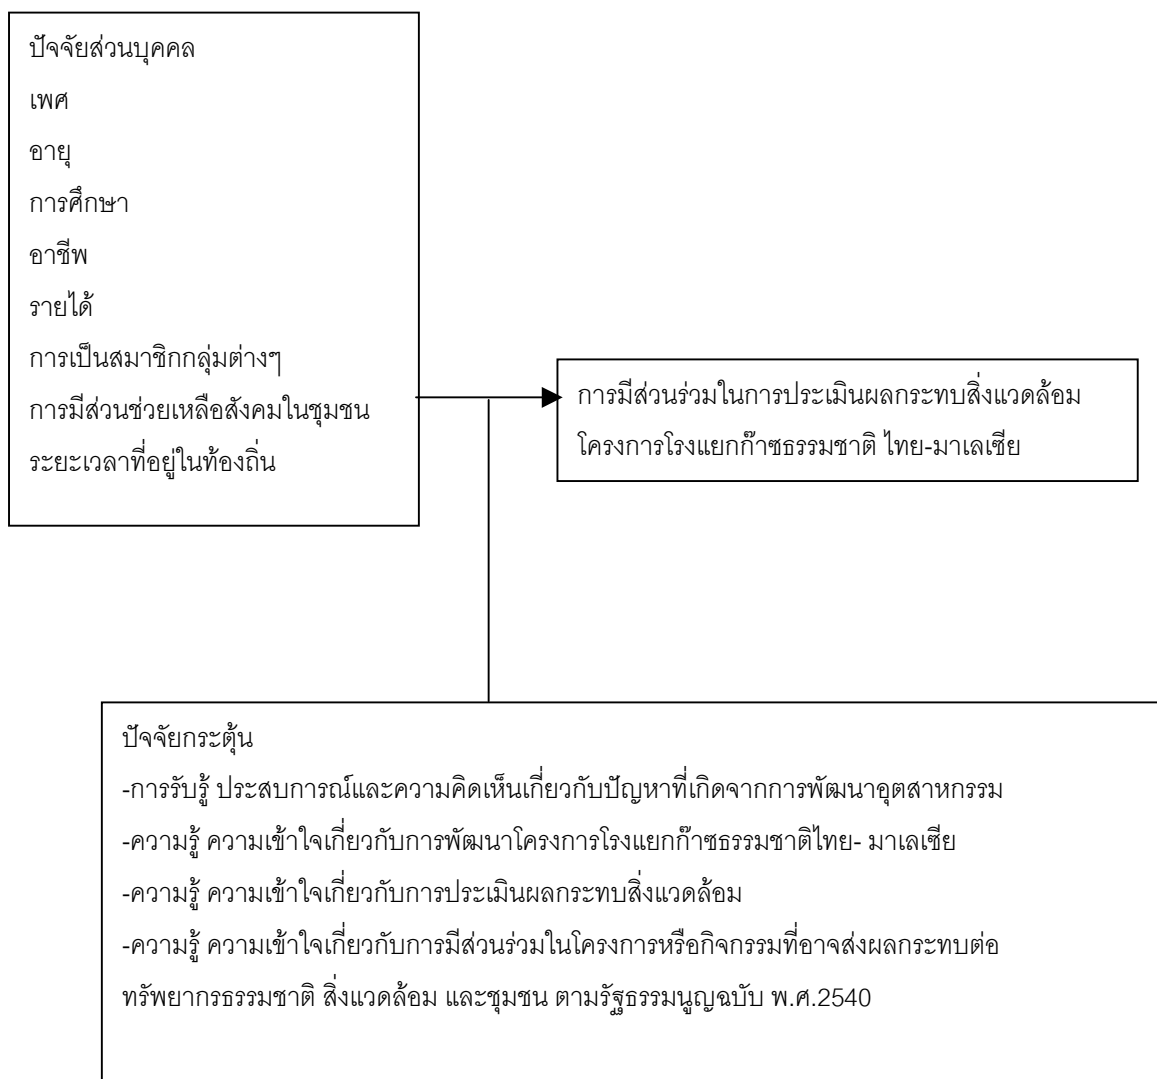 ปัจจัยส่วนบุคคล
เพศ
อายุ
การศึกษา
อาชีพ
รายได้
การเป็นสมาชิกกลุ่มต่างๆ
การมีส่วนช่วยเหลือสังคมในชุมชน
ระยะเวลาที่อยู่ในท้องถิ่น
การมีส่วนร่วมในการประเมินผลกระทบสิ่งแวดล้อม
โครงการโรงแยกก๊าซธรรมชาติ ไทย-มาเลเซีย
ปัจจัยกระตุ้น
-การรับรู้ ประสบการณ์และความคิดเห็นเกี่ยวกับปัญหาที่เกิดจากการพัฒนาอุตสาหกรรม
-ความรู้ ความเข้าใจเกี่ยวกับการพัฒนาโครงการโรงแยกก๊าซธรรมชาติไทย- มาเลเซีย
-ความรู้ ความเข้าใจเกี่ยวกับการประเมินผลกระทบสิ่งแวดล้อม
-ความรู้ ความเข้าใจเกี่ยวกับการมีส่วนร่วมในโครงการหรือกิจกรรมที่อาจส่งผลกระทบต่อ
ทรัพยากรธรรมชาติ สิ่งแวดล้อม และชุมชน ตามรัฐธรรมนูญฉบับ พ.ศ.2540